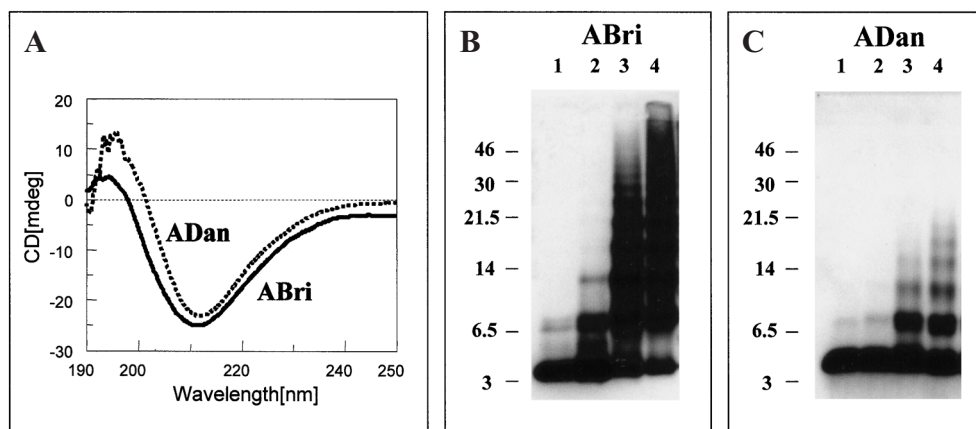 A
20
10
0
-10
-20
-30
CD[mdeg]
ADan
ABri
190 200 210 220 240 250
Wavelength[nm]
B
ABri
1 2 3 4
46 –
30 –
21.5 –
14 –
6.5 –
3 –
C
ADan
1 2 3 4
46 –
30 –
21.5 –
14 –
6.5 –
3 –